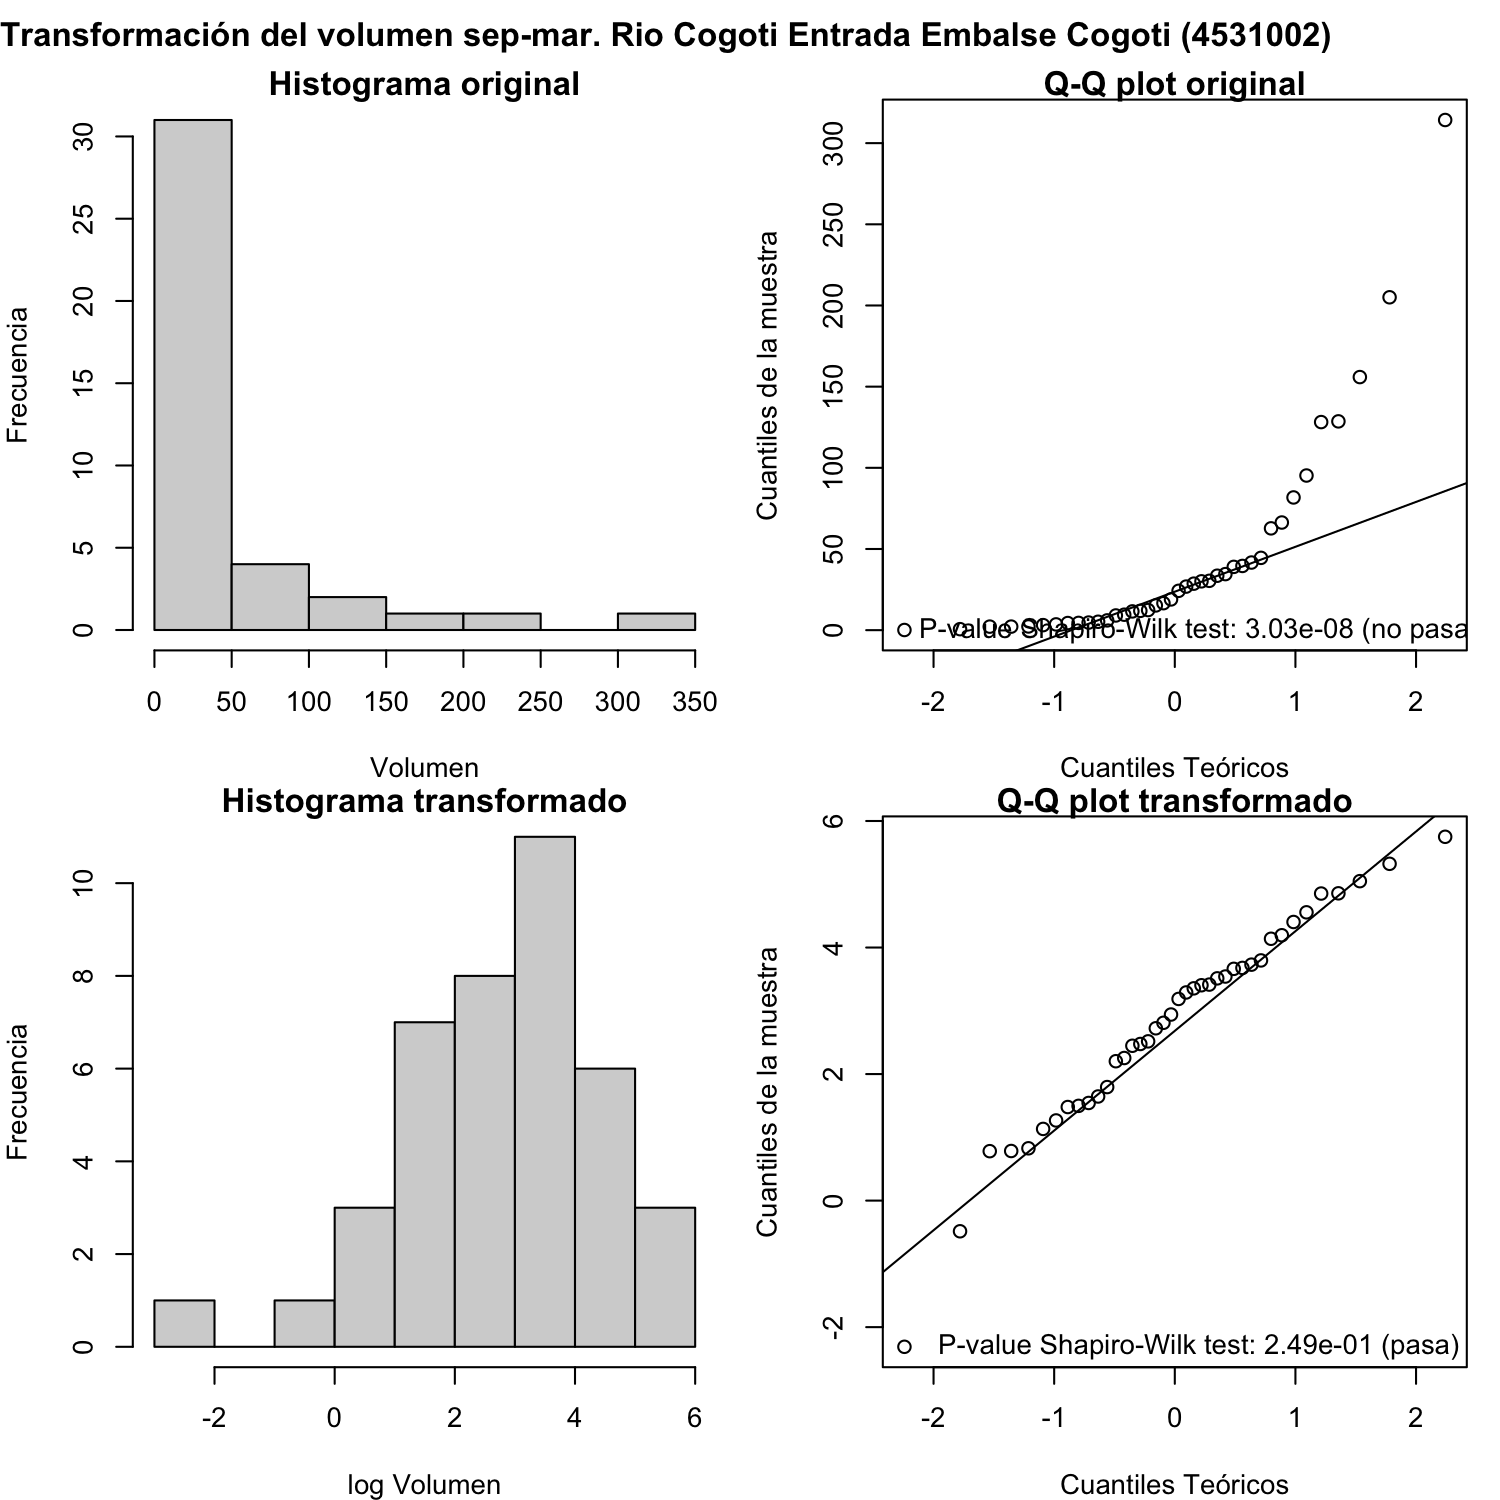 Transformación del volumen sep-mar. Rio Cogoti Entrada Embalse Cogoti (4531002)
Histograma original
Frecuencia
30
25
20
15
10
5
0
0 50 100 150 200 250 300 350
Volumen
Q-Q plot original
Cuantiles de la muestra
300
250
200
150
100
50
0
P-value Shapiro-Wilk test: 3.03e-08 (no pasa
-2 -1 0 1 2
Cuantiles Teóricos
Histograma transformado
Frecuencia
10
8
6
4
2
0
-2 0 2 4 6
log Volumen
Q-Q plot transformado
Cuantiles de la muestra
6
4
2
0
-2
P-value Shapiro-Wilk test: 2.49e-01 (pasa)
-2 -1 0 1 2
Cuantiles Teóricos